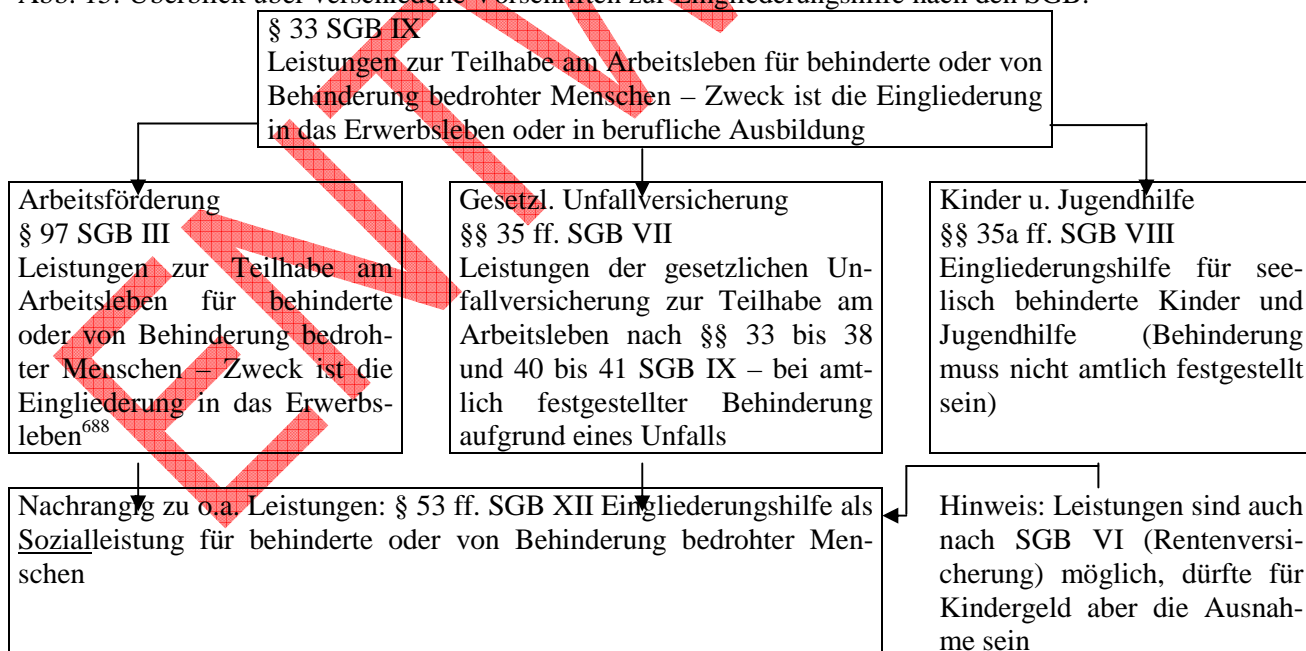 Abb. 13: Überblick über verschiedene Vorschriften zur Eingliederungshilfe nach den SGB:
§ 33 SGB IX
Leistungen zur Teilhabe am Arbeitsleben für behinderte oder von
Behinderung bedrohter Menschen – Zweck ist die Eingliederung
in das Erwerbsleben oder in berufliche Ausbildung
Arbeitsförderung
§ 97 SGB III
Leistungen zur Teilhabe am
Arbeitsleben für behinderte
oder von Behinderung bedroh-
ter Menschen – Zweck ist die
Eingliederung in das Erwerbs-
leben688
Gesetzl. Unfallversicherung
§§ 35 ff. SGB VII
Leistungen der gesetzlichen Un-
fallversicherung zur Teilhabe am
Arbeitsleben nach §§ 33 bis 38
und 40 bis 41 SGB IX – bei amt-
lich festgestellter Behinderung
aufgrund eines Unfalls
Kinder u. Jugendhilfe
§§ 35a ff. SGB VIII
Eingliederungshilfe für see-
lisch behinderte Kinder und
Jugendhilfe (Behinderung
muss nicht amtlich festgestellt
sein)
Nachrangig zu o.a. Leistungen: § 53 ff. SGB XII Eingliederungshilfe als
Sozialleistung für behinderte oder von Behinderung bedrohter Men-
schen
Hinweis: Leistungen sind auch
nach SGB VI (Rentenversi-
cherung) möglich, dürfte für
Kindergeld aber die Ausnah-
me sein